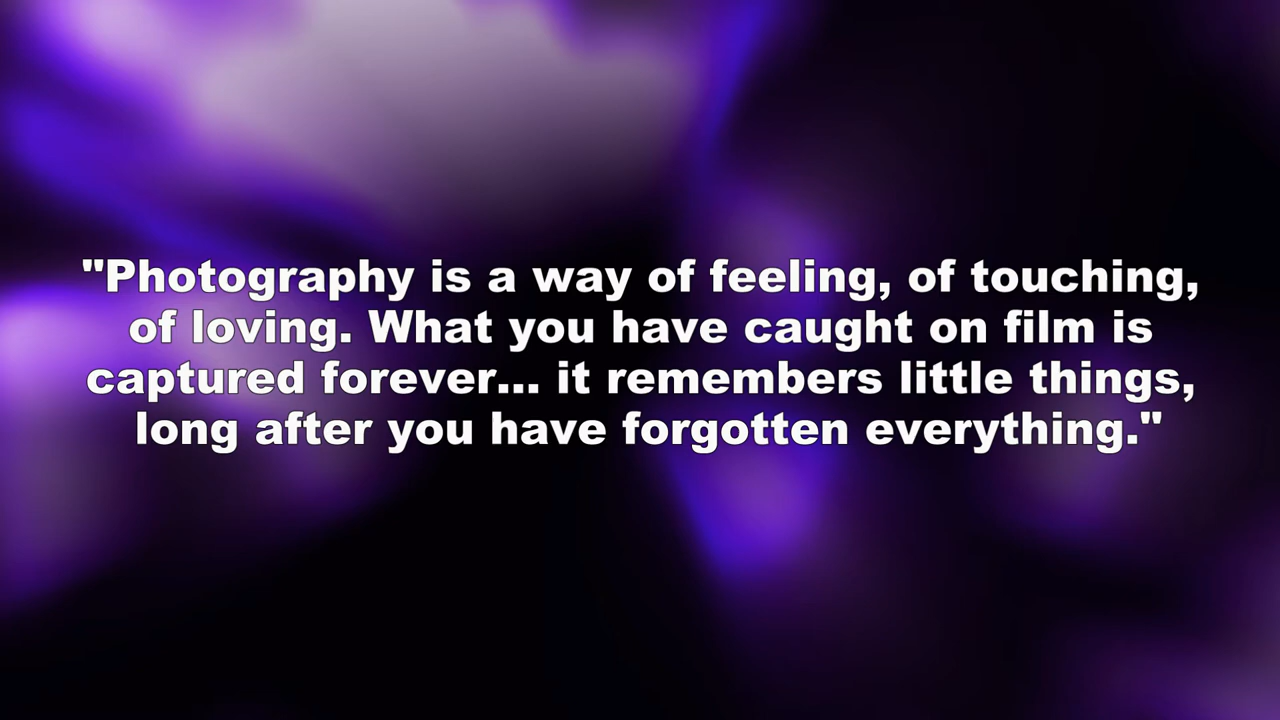 "Photography is a way of feeling, of touching,
of loving. What you have caught on film is
captured forever... it remembers little things,
long after you have forgotten everything."